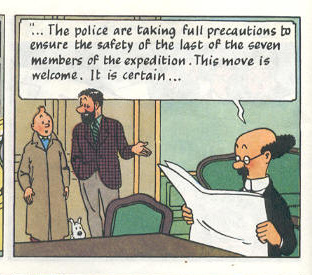 "... The police are taking full precautions to
ensure the safety of the last of the seven
members of the expedition. This move is
welcome. It is certain...